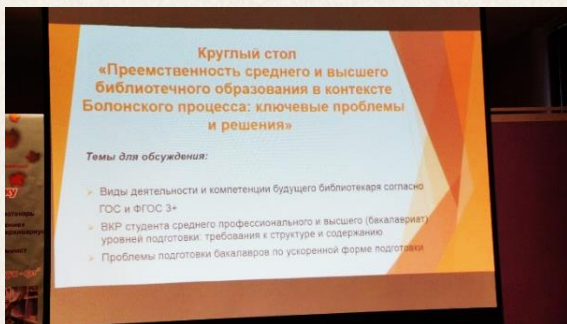 Круглый стол
«Преемственность среднего и высшего
библиотечного образования в контексте
Болонского процесса: ключевые проблемы
и решения»
Темы для обсуждения:
Виды деятельности и компетенции будущего библиотекаря согласно
ГОС и ФГОС 3+
ВКР студента среднего профессионального и высшего (бакалавриат)
уровней подготовки: требования к структуре и содержанию
Проблемы подготовки бакалавров по ускоренной форме подготовки